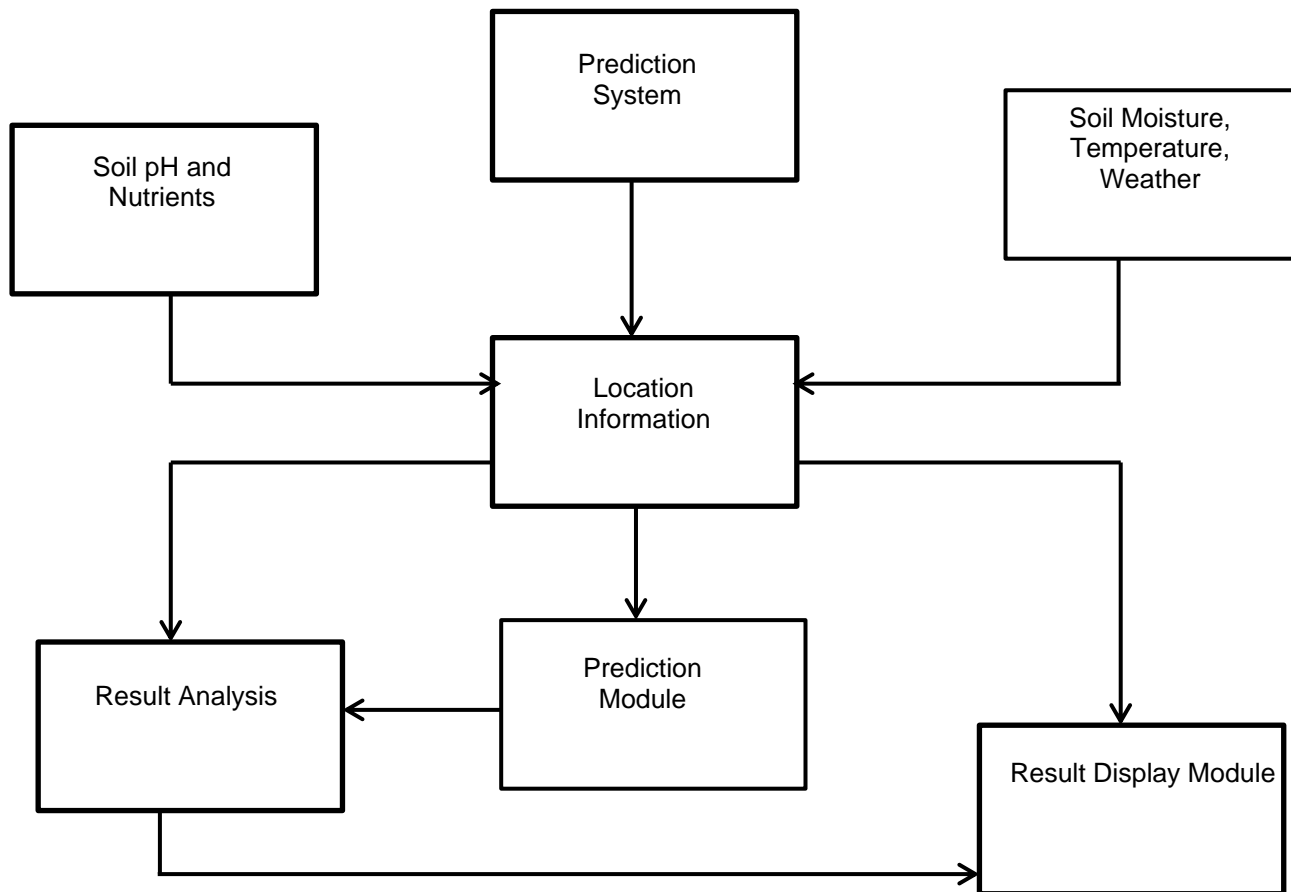 Prediction
System
Soil Moisture,
Temperature,
Weather
Soil pH and
Nutrients
Location
Information
Prediction
Module
Result Analysis
Result Display Module